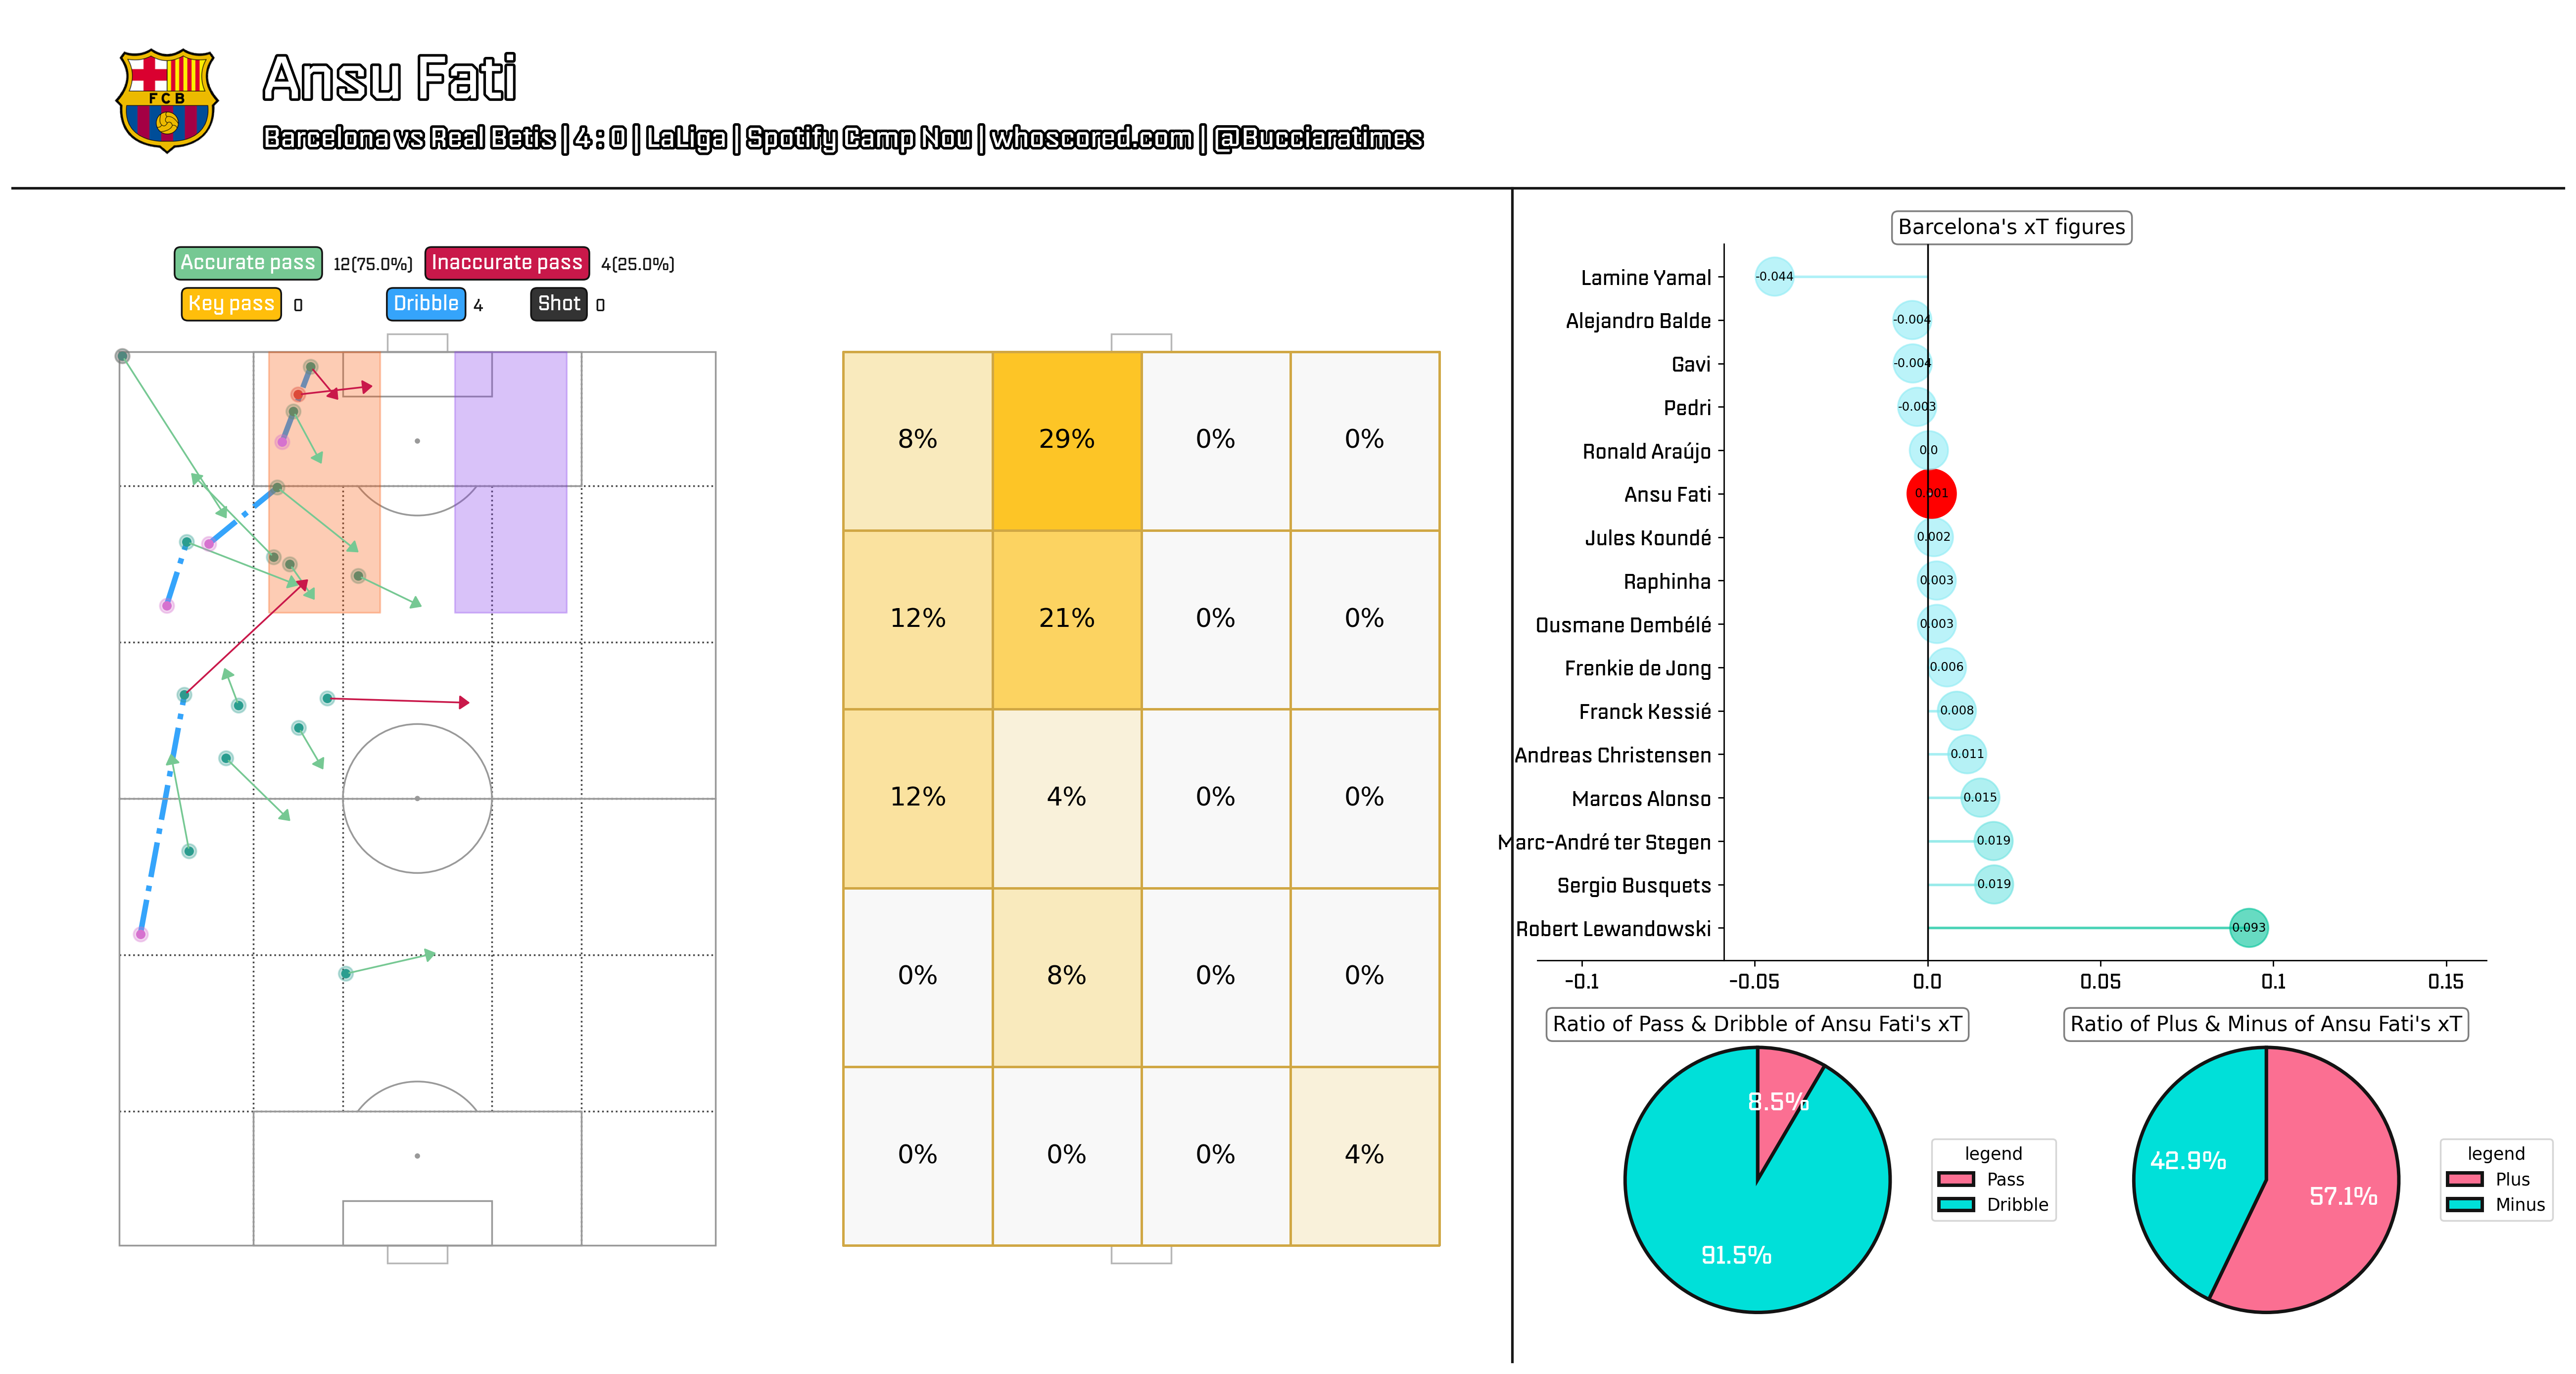 FCB
Ansu Fati
Barcelona vs Real Betis | 4 : 0 | LaLiga | Spotify Camp Nou | whoscored.com | @Bucciaratimes
Accurate pass 12(75.0%) Inaccurate pass 4(25.0%)
Key pass 0 Dribble 4 Shot 0
8% 29% 0% 0%
12% 21% 0% 0%
12% 4% 0% 0%
0% 8% 0% 0%
0% 0% 0% 4%
Barcelona's xT figures
Lamine Yamal -0.044
Alejandro Balde -0.004
Gavi -0.004
Pedri -0.003
Ronald Araújo 0.0
Ansu Fati 0.001
Jules Koundé 0.002
Raphinha 0.003
Ousmane Dembélé 0.003
Frenkie de Jong 0.006
Franck Kessié 0.008
Andreas Christensen 0.011
Marcos Alonso 0.015
Marc-André ter Stegen 0.019
Sergio Busquets 0.019
Robert Lewandowski 0.093
-0.1 -0.05 0.0 0.05 0.1 0.15
Ratio of Pass & Dribble of Ansu Fati's xT
8.5%
91.5%
legend
Pass
Dribble
Ratio of Plus & Minus of Ansu Fati's xT
42.9%
57.1%
legend
Plus
Minus